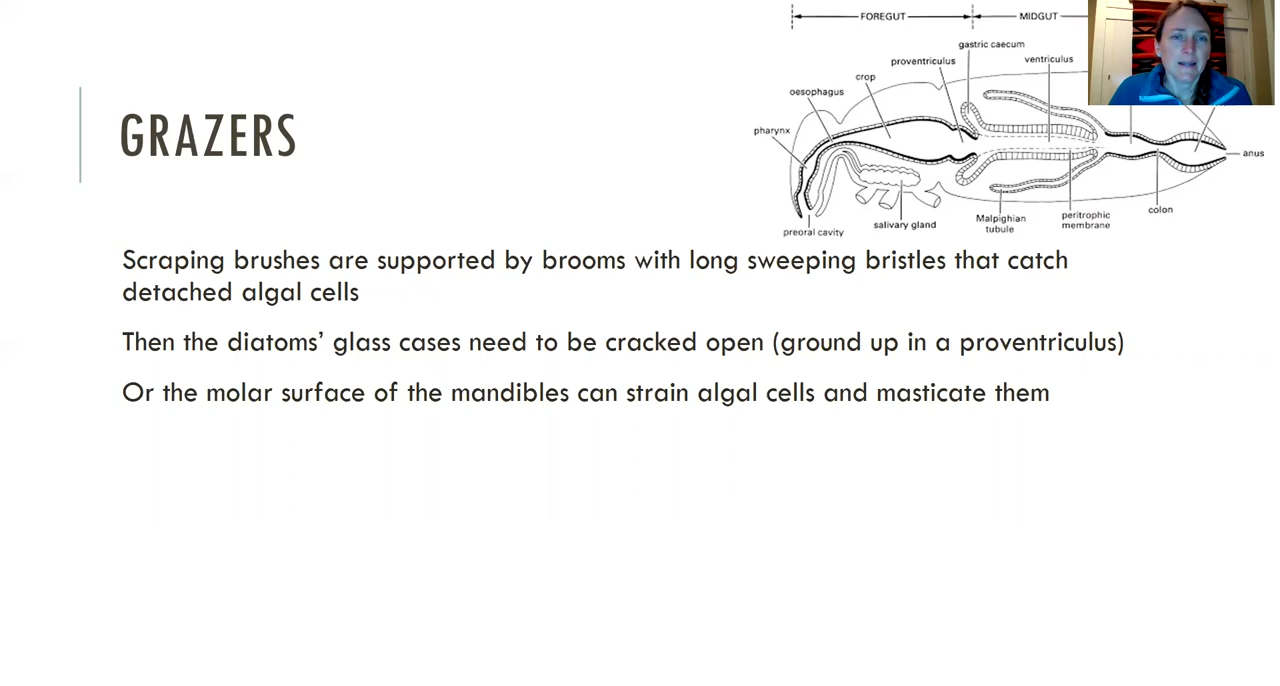 FOREGUT
MIDGUT
gastric caecum
proventriculus
ventriculus
crop
oesophagus
pharynx
anus
colon
peritrophic
membrane
Malpighian
tubule
salivary gland
preoral cavity
GRAZERS
Scraping brushes are supported by brooms with long sweeping bristles that catch
detached algal cells
Then the diatoms’ glass cases need to be cracked open (ground up in a proventriculus)
Or the molar surface of the mandibles can strain algal cells and masticate them